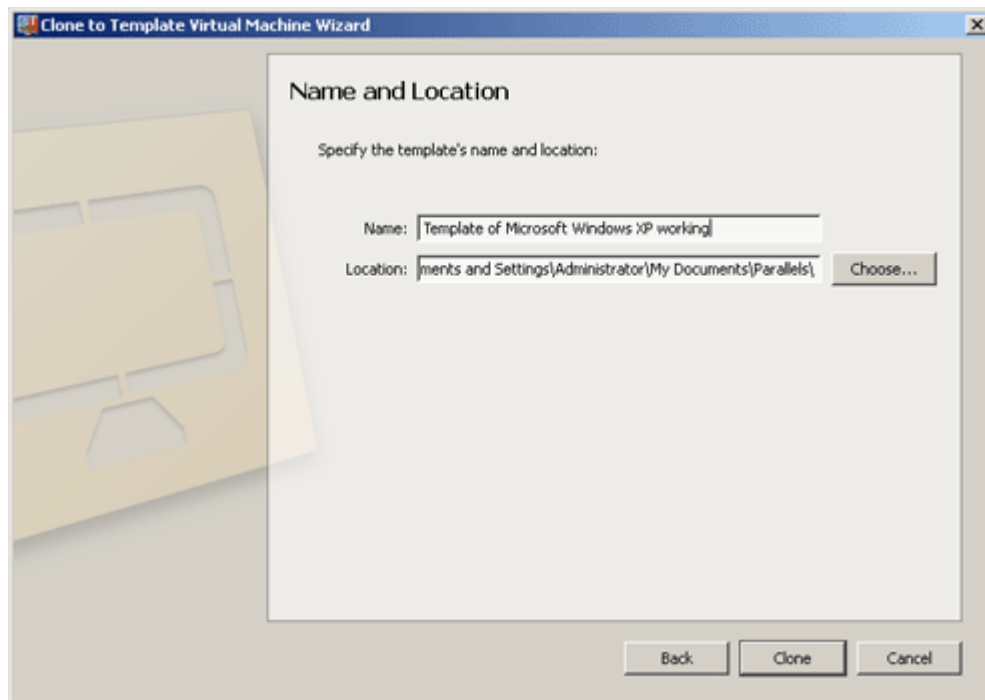 Clone to Template Virtual Machine Wizard
Name and Location
Specify the template's name and location:
Name: Template of Microsoft Windows XP working
Location: ments and Settings\Administrator\My Documents\Parallels\ Choose...
Back Clone Cancel